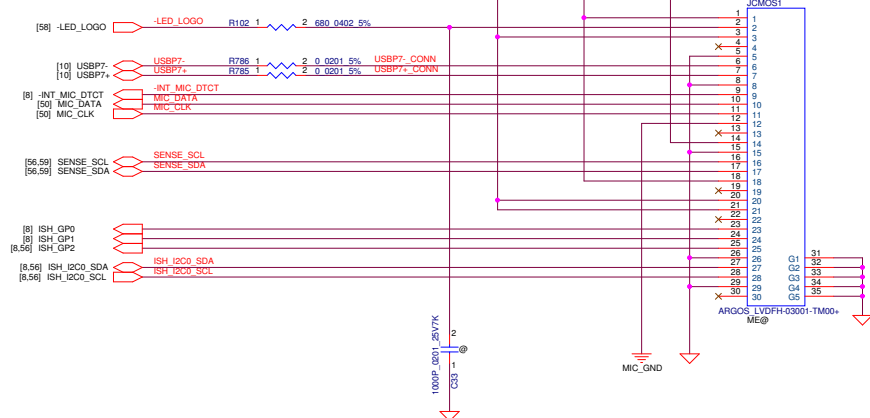 JCMOS1
[58] -LED_LOGO -LED_LOGO R102 1 2 680_0402_5%
[10] USBP7- USBP7- R786 1 2 0_0201_5% USBP7-_CONN
[10] USBP7+ USBP7+ R785 1 2 0_0201_5% USBP7+_CONN
[8] -INT_MIC_DTCT -INT_MIC_DTCT
[50] MIC_DATA MIC_DATA
[50] MIC_CLK MIC_CLK
[56,59] SENSE_SCL SENSE_SCL
[56,59] SENSE_SDA SENSE_SDA
[8] ISH_GP0
[8] ISH_GP1
[8,56] ISH_GP2
[8,56] ISH_I2C0_SDA ISH_I2C0_SDA
[8,56] ISH_I2C0_SCL ISH_I2C0_SCL
1 1
2 2
3 3
4 4
5 5
6 6
7 7
8 8
9 9
10 10
11 11
12 12
13 13
14 14
15 15
16 16
17 17
18 18
19 19
20 20
21 21
22 22
23 23
24 24
25 25
26 26 G1 31
27 27 G2 32
28 28 G3 33
29 29 G4 34
30 30 G5 35
ARGOS_LVDFH-03001-TM00+
ME@
1000P_0201_25V7K
2
@
1
C33
MIC_GND